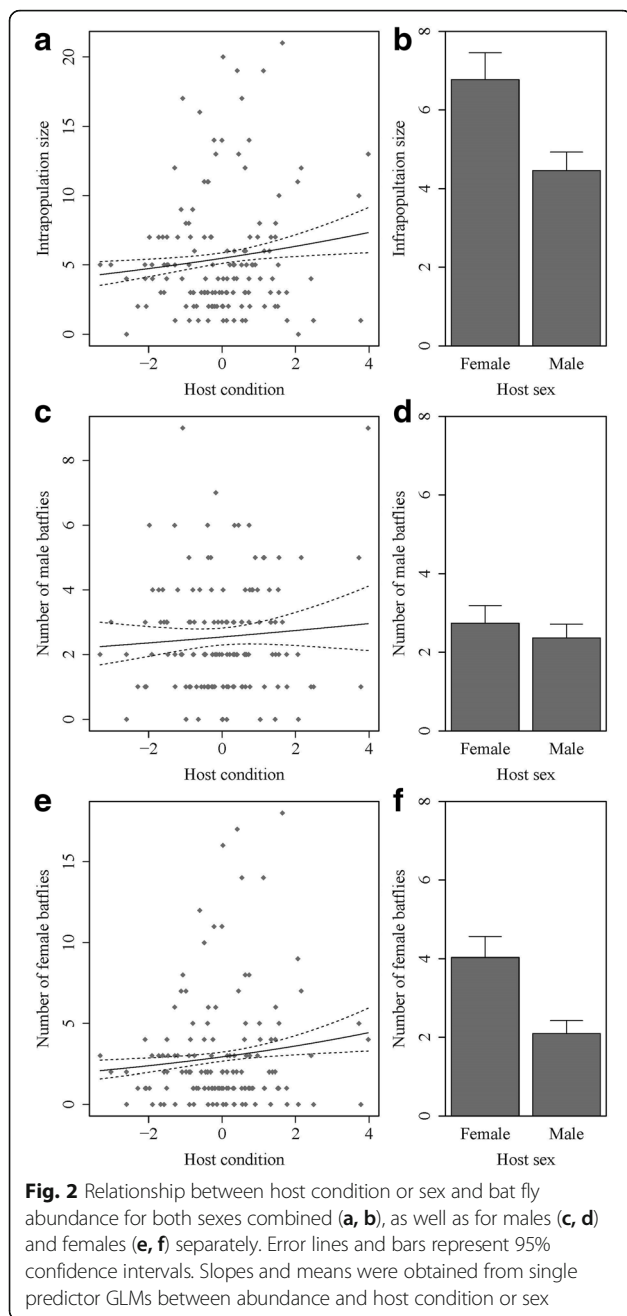 a
Intrapopulation size
0
5
10
15
20
−2
0
2
4
Host condition
b
Infrapopultaion size
0
2
4
6
8
Female
Male
Host sex
c
Number of male batflies
0
2
4
6
8
−2
0
2
4
Host condition
d
Number of male batflies
0
2
4
6
8
Female
Male
Host sex
e
Number of female batflies
0
5
10
15
−2
0
2
4
Host condition
f
Number of female batflies
0
2
4
6
8
Female
Male
Host sex
Fig. 2 Relationship between host condition or sex and bat fly
abundance for both sexes combined (a, b), as well as for males (c, d)
and females (e, f) separately. Error lines and bars represent 95%
confidence intervals. Slopes and means were obtained from single
predictor GLMs between abundance and host condition or sex